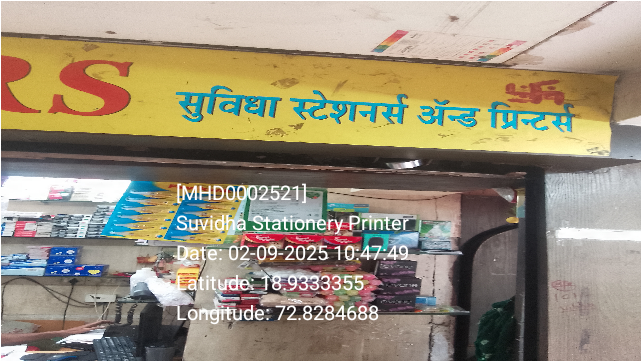 RS
सुविधा स्टेशनर्स ॲन्ड प्रिन्टर्स
[MHD0002521]
Suvidha Stationery Printer
Date: 02-09-2025 10:47:49
Latitude: 18.9333355
Longitude: 72.8284688